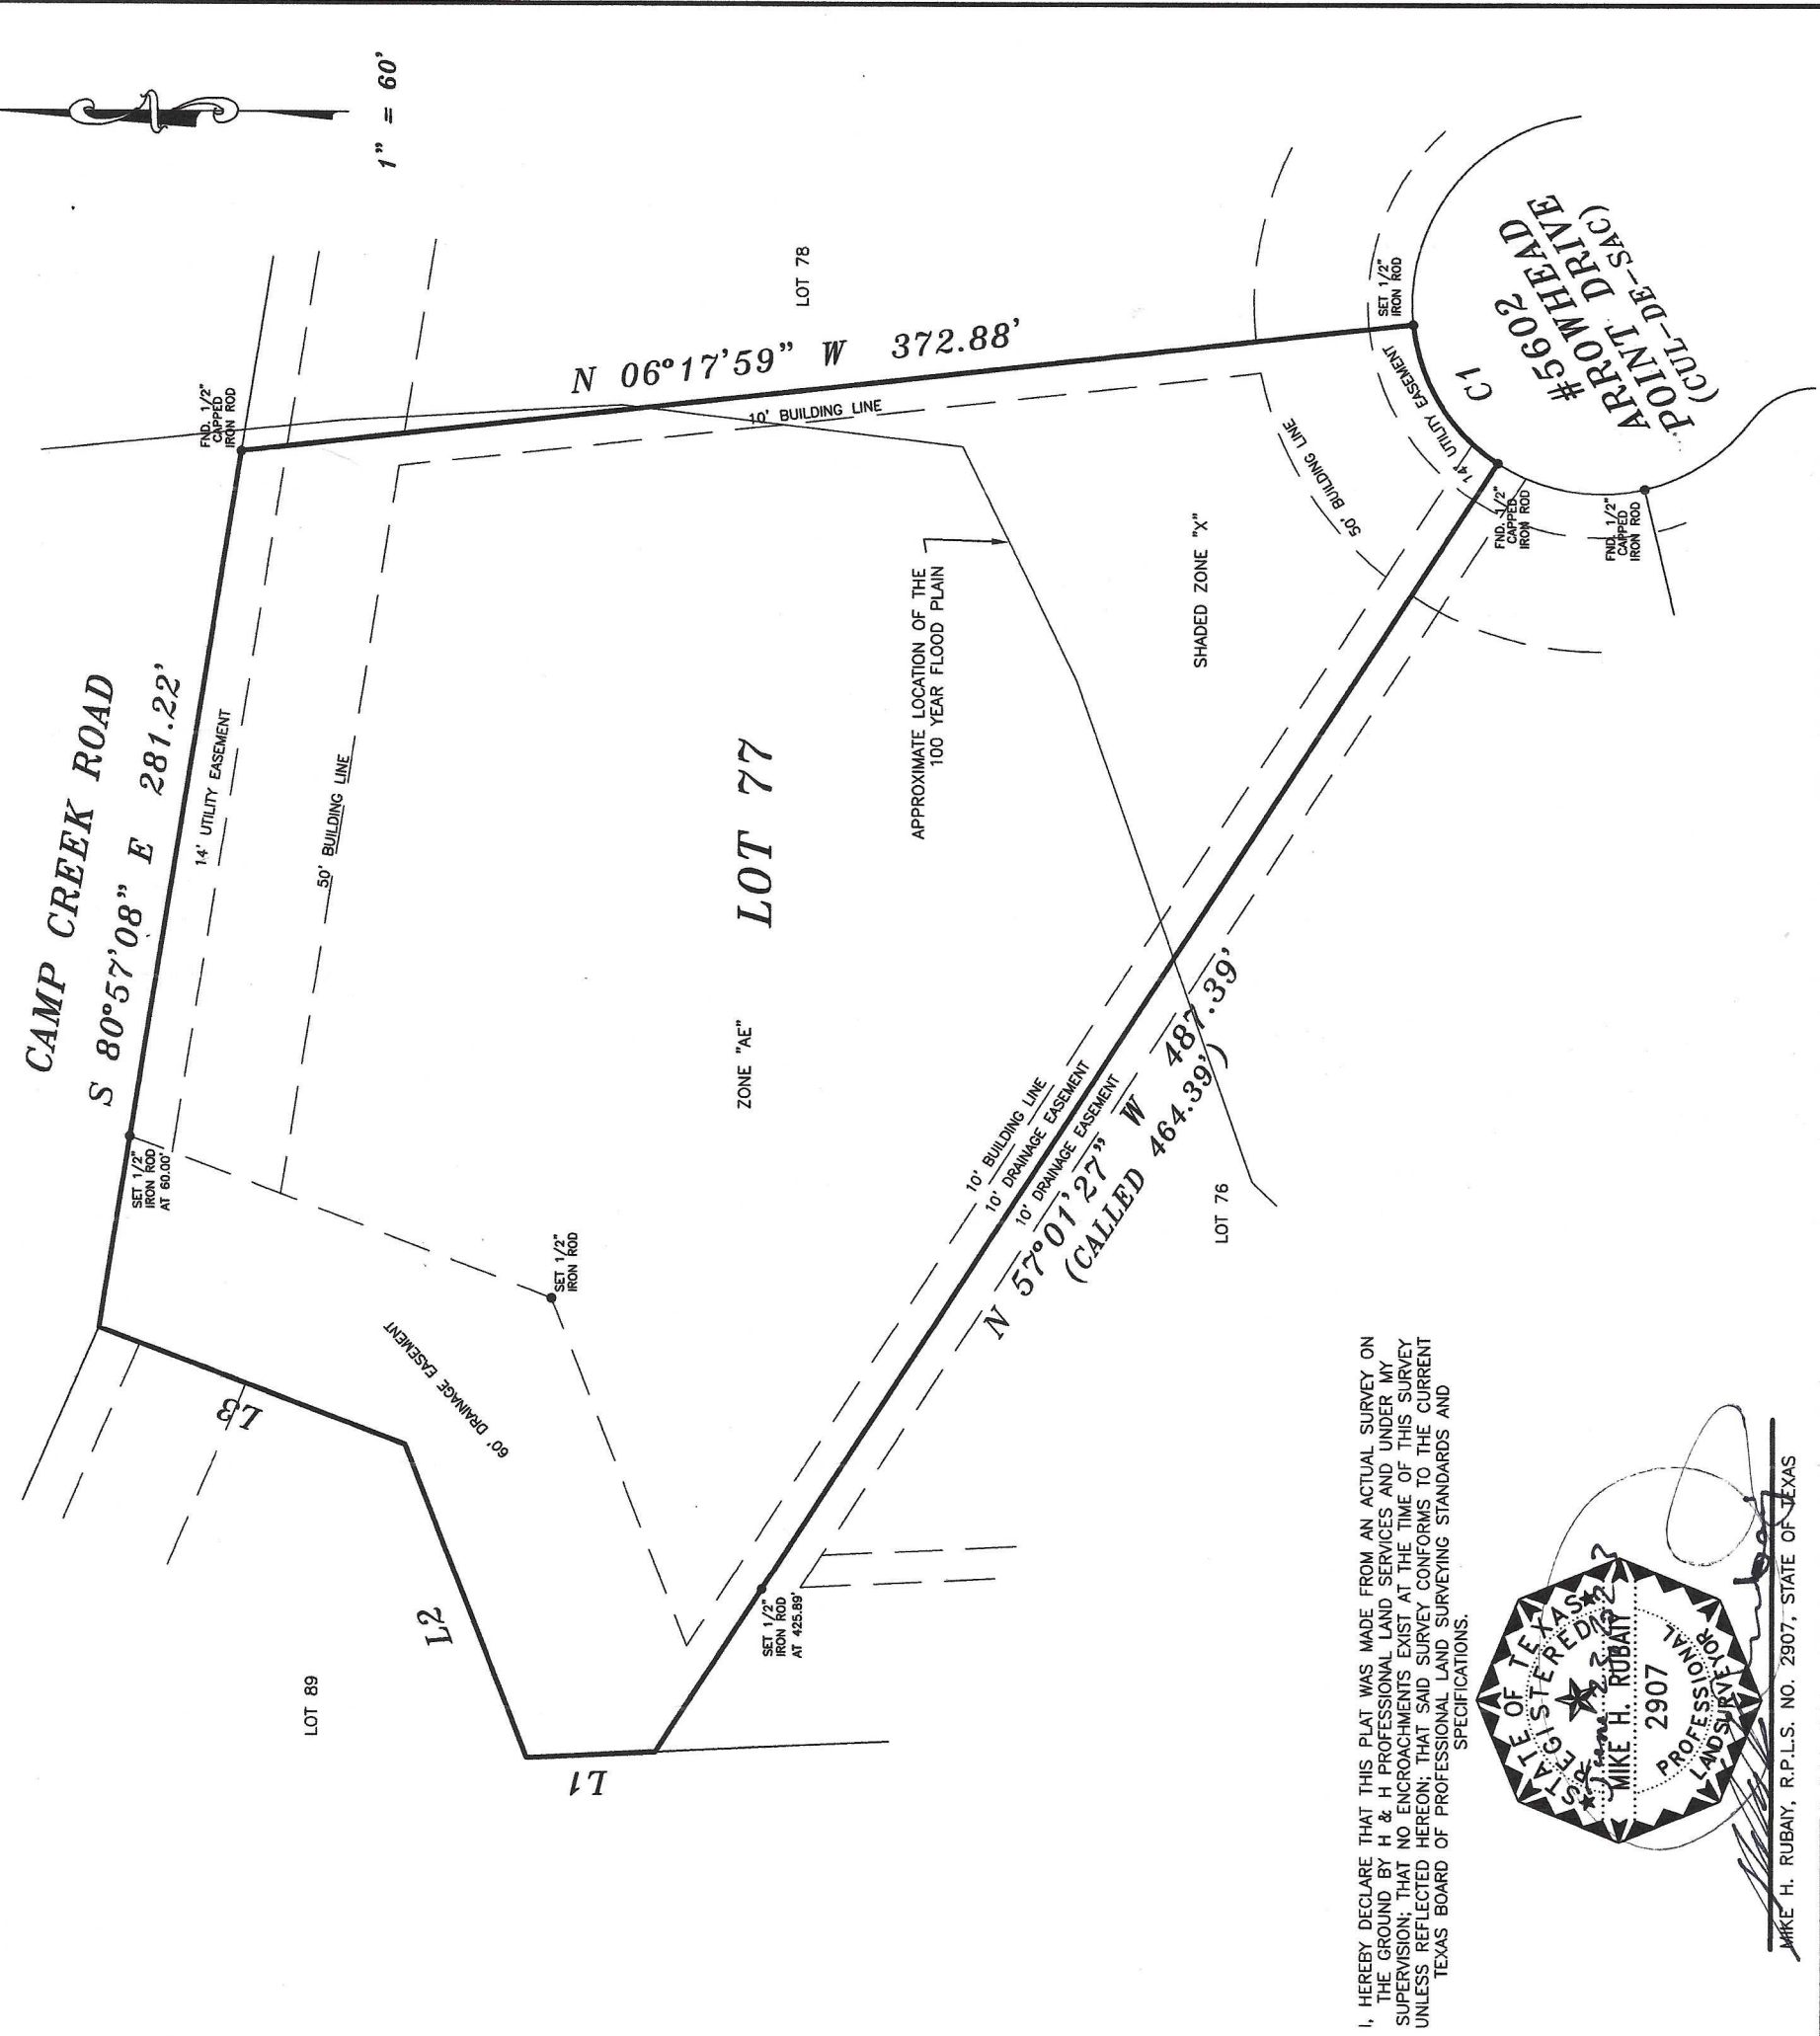 1" = 60'
CAMP CREEK ROAD
S 80°57'08" E 281.22'
14' UTILITY EASEMENT
50' BUILDING LINE
FND. 1/2"
CAPPED
IRON ROD
N 06°17'59" W 372.88'
10' BUILDING LINE
LOT 78
SET 1/2"
IRON ROD
AT 60.00'
SET 1/2"
IRON ROD
60' DRAINAGE EASEMENT
L3
L2
L1
LOT 89
ZONE "AE"
LOT 77
APPROXIMATE LOCATION OF THE
100 YEAR FLOOD PLAIN
SHADED ZONE "X"
50' BUILDING LINE
14' UTILITY EASEMENT
SET 1/2"
IRON ROD
C1
#5602
ARROWHEAD
POINT DRIVE
(CUL-DE-SAC)
FND. 1/2"
CAPPED
IRON ROD
FND. 1/2"
CAPPED
IRON ROD
10' BUILDING LINE
10' DRAINAGE EASEMENT
10' DRAINAGE EASEMENT
N 57°01'27" W 487.39'
(CALLED 464.39')
LOT 76
SET 1/2"
IRON ROD
AT 425.89'
I, HEREBY DECLARE THAT THIS PLAT WAS MADE FROM AN ACTUAL SURVEY ON
THE GROUND BY H & H PROFESSIONAL LAND SERVICES AND UNDER MY
SUPERVISION; THAT NO ENCROACHMENTS EXIST AT THE TIME OF THIS SURVEY
UNLESS REFLECTED HEREON; THAT SAID SURVEY CONFORMS TO THE CURRENT
TEXAS BOARD OF PROFESSIONAL LAND SURVEYING STANDARDS AND
SPECIFICATIONS.
STATE OF TEXAS
REGISTERED
MIKE H. RUBAIY
2907
PROFESSIONAL
LAND SURVEYOR
MIKE H. RUBAIY, R.P.L.S. NO. 2907, STATE OF TEXAS